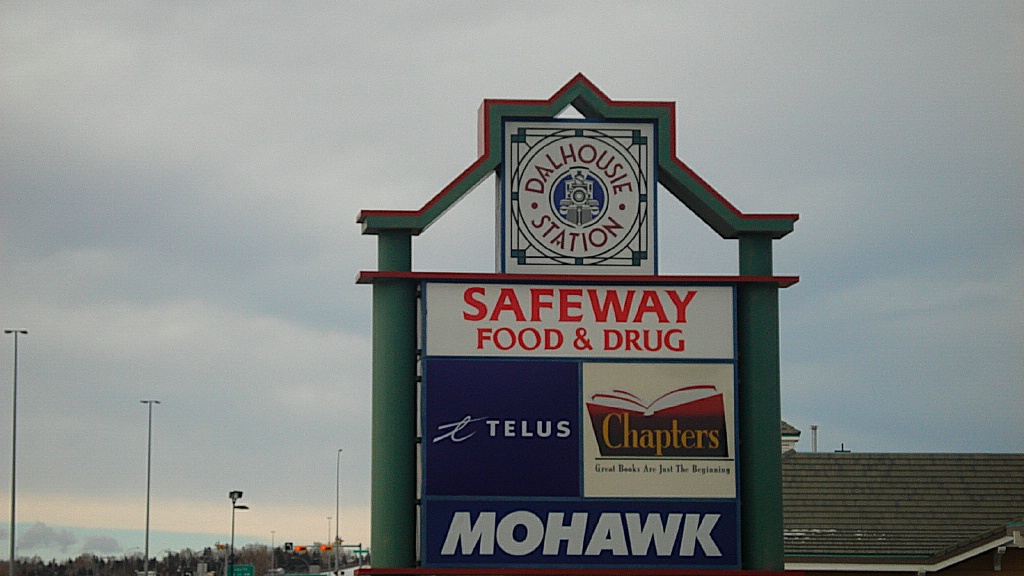 DALHOUSIE
STATION
SAFEWAY
FOOD & DRUG
TELUS
Chapters
Great Books Are Just The Beginning
MOHAWK